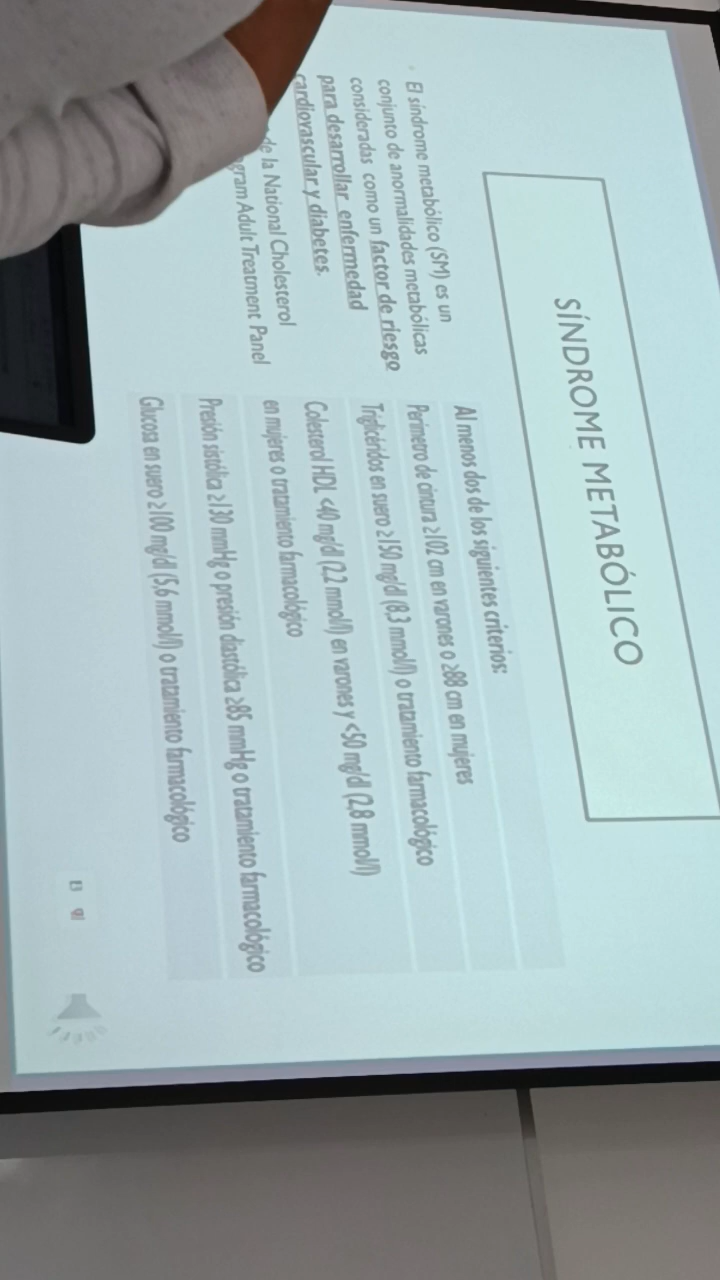 SÍNDROME METABÓLICO
El síndrome metabólico (SM) es un
conjunto de anormalidades metabólicas
consideradas como un factor de riesgo
para desarrollar enfermedad
cardiovascular y diabetes.
de la National Cholesterol
Adult Treatment Panel
Al menos dos de los siguientes criterios:
Perímetro de cintura ≥102 cm en varones o ≥88 cm en mujeres
Triglicéridos en suero ≥150 mg/dl (8,3 mmol/l) o tratamiento farmacológico
Colesterol HDL <40 mg/dl (2,2 mmol/l) en varones y <50 mg/dl (2,8 mmol/l)
en mujeres o tratamiento farmacológico
Presión sistólica ≥130 mmHg o presión diastólica ≥85 mmHg o tratamiento farmacológico
Glucosa en suero ≥100 mg/dl (5,6 mmol/l) o tratamiento farmacológico